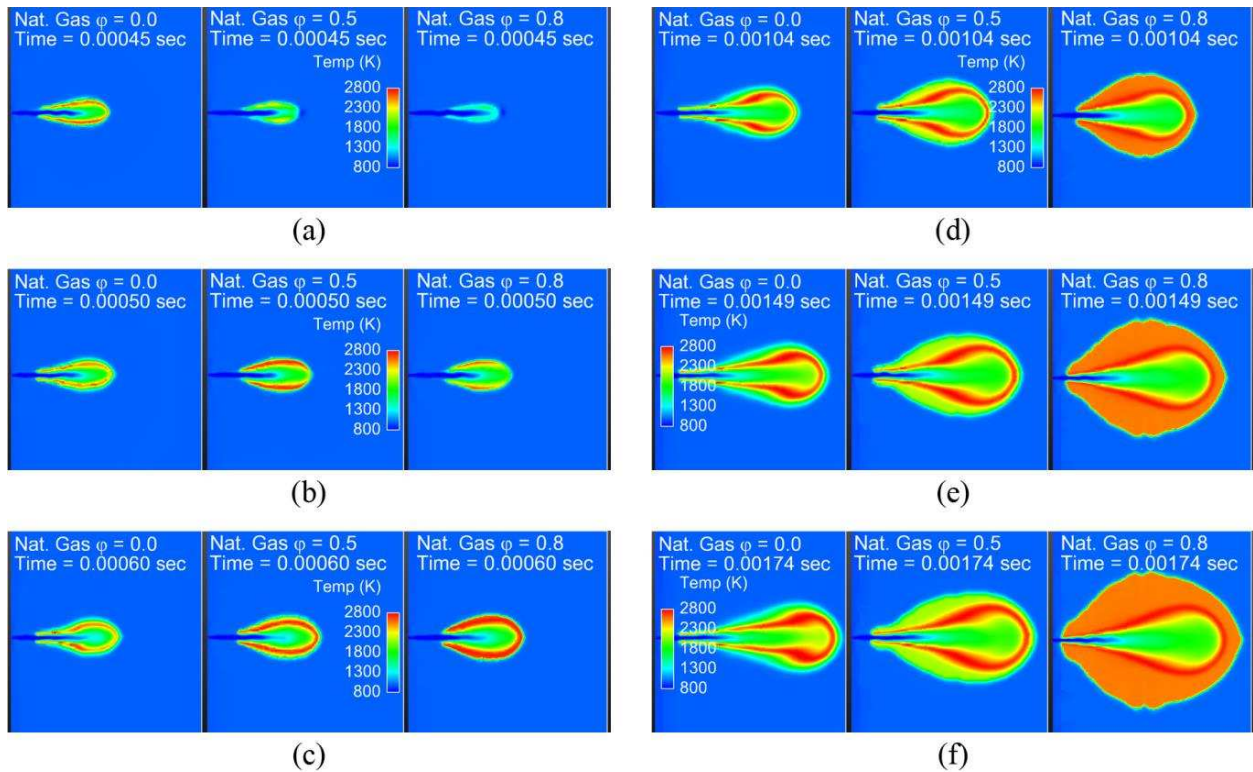 Nat. Gas φ = 0.0
Time = 0.00045 sec
Nat. Gas φ = 0.5
Time = 0.00045 sec
Temp (K)
2800
2300
1800
1300
800
Nat. Gas φ = 0.8
Time = 0.00045 sec
(a)
Nat. Gas φ = 0.0
Time = 0.00050 sec
Nat. Gas φ = 0.5
Time = 0.00050 sec
Temp (K)
2800
2300
1800
1300
800
Nat. Gas φ = 0.8
Time = 0.00050 sec
(b)
Nat. Gas φ = 0.0
Time = 0.00060 sec
Nat. Gas φ = 0.5
Time = 0.00060 sec
Temp (K)
2800
2300
1800
1300
800
Nat. Gas φ = 0.8
Time = 0.00060 sec
(c)
Nat. Gas φ = 0.0
Time = 0.00104 sec
Nat. Gas φ = 0.5
Time = 0.00104 sec
Temp (K)
2800
2300
1800
1300
800
Nat. Gas φ = 0.8
Time = 0.00104 sec
(d)
Nat. Gas φ = 0.0
Time = 0.00149 sec
Temp (K)
2800
2300
1800
1300
800
Nat. Gas φ = 0.5
Time = 0.00149 sec
Nat. Gas φ = 0.8
Time = 0.00149 sec
(e)
Nat. Gas φ = 0.0
Time = 0.00174 sec
Temp (K)
2800
2300
1800
1300
800
Nat. Gas φ = 0.5
Time = 0.00174 sec
Nat. Gas φ = 0.8
Time = 0.00174 sec
(f)